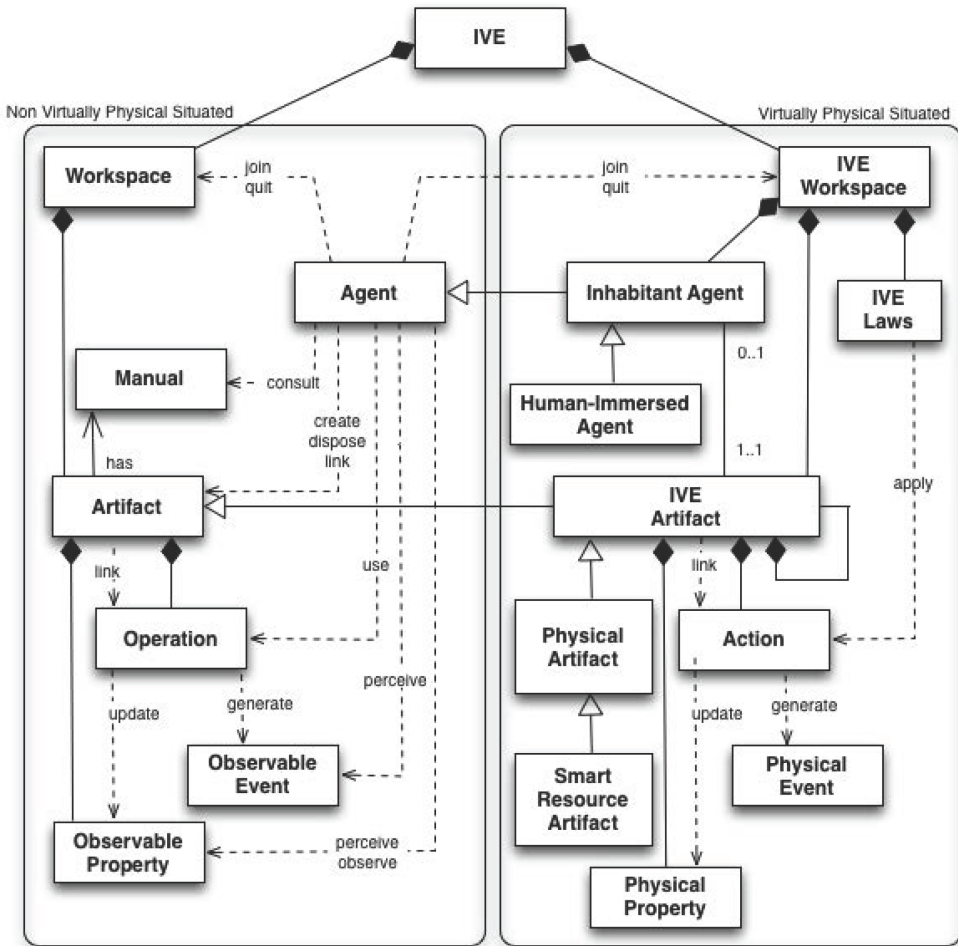 IVE
Non Virtually Physical Situated
Virtually Physical Situated
Workspace
join
quit
join
quit
IVE
Workspace
Agent
Inhabitant Agent
IVE
Laws
0..1
Manual
consult
Human-Immersed
Agent
create
dispose
link
has
1..1
Artifact
IVE
Artifact
apply
link
use
link
Operation
Physical
Artifact
Action
perceive
update
generate
update
generate
Observable
Event
Smart
Resource
Artifact
Physical
Event
Observable
Property
perceive
observe
Physical
Property